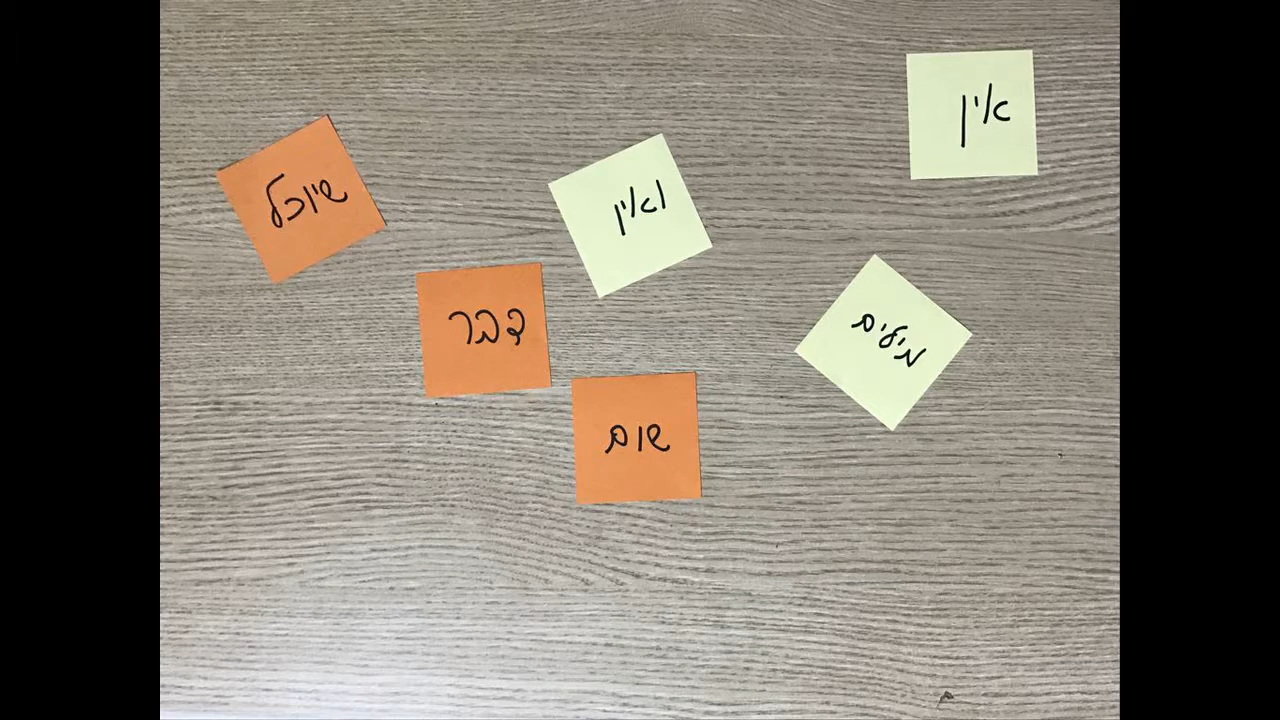 אין
מילים
ואין
שום
דבר
שיוכל